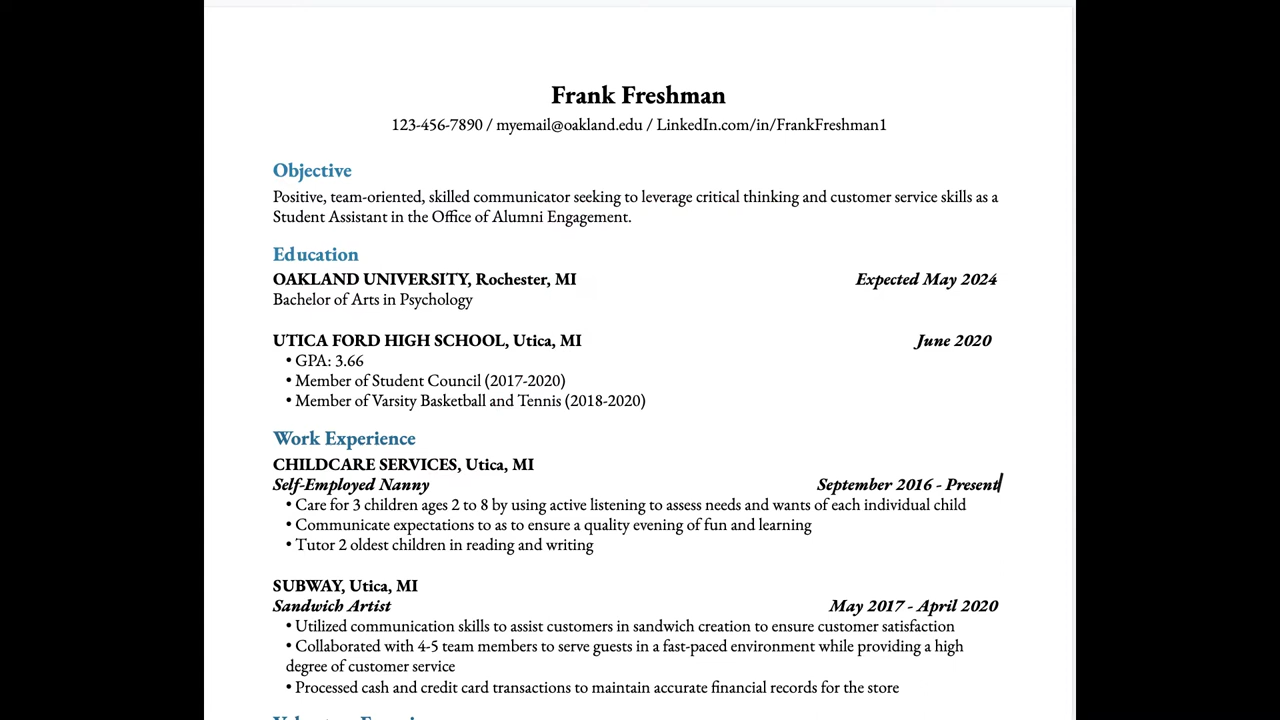 Frank Freshman
123-456-7890 / myemail@oakland.edu / LinkedIn.com/in/FrankFreshman1
Objective
Positive, team-oriented, skilled communicator seeking to leverage critical thinking and customer service skills as a
Student Assistant in the Office of Alumni Engagement.
Education
OAKLAND UNIVERSITY, Rochester, MI Expected May 2024
Bachelor of Arts in Psychology
UTICA FORD HIGH SCHOOL, Utica, MI June 2020
• GPA: 3.66
• Member of Student Council (2017-2020)
• Member of Varsity Basketball and Tennis (2018-2020)
Work Experience
CHILDCARE SERVICES, Utica, MI
Self-Employed Nanny September 2016 - Present
• Care for 3 children ages 2 to 8 by using active listening to assess needs and wants of each individual child
• Communicate expectations to as to ensure a quality evening of fun and learning
• Tutor 2 oldest children in reading and writing
SUBWAY, Utica, MI
Sandwich Artist May 2017 - April 2020
• Utilized communication skills to assist customers in sandwich creation to ensure customer satisfaction
• Collaborated with 4-5 team members to serve guests in a fast-paced environment while providing a high
degree of customer service
• Processed cash and credit card transactions to maintain accurate financial records for the store